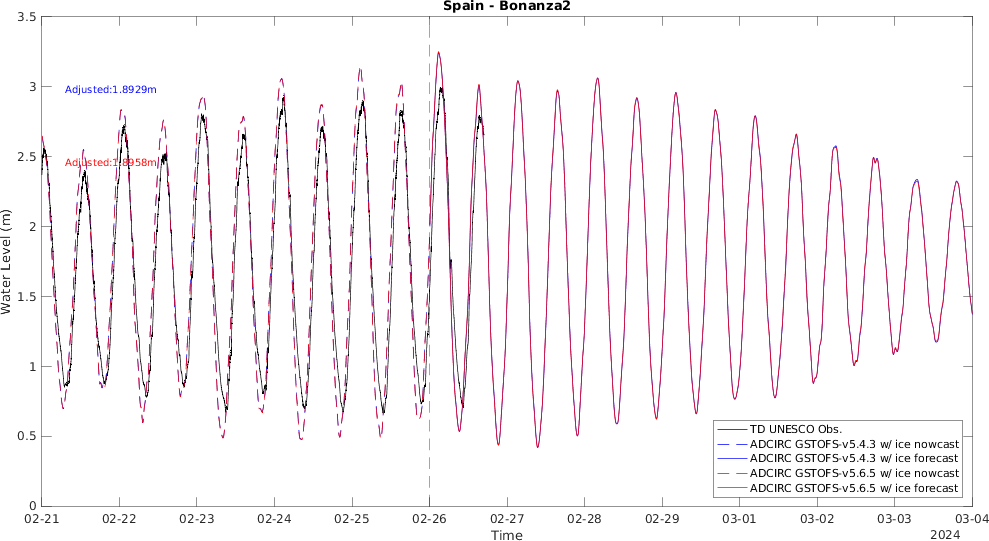 Spain - Bonanza2
3.5
3
2.5
2
1.5
1
0.5
0
Water Level (m)
Adjusted:1.8929m
Adjusted:1.8958m
TD UNESCO Obs.
ADCIRC GSTOFS-v5.4.3 w/ ice nowcast
ADCIRC GSTOFS-v5.4.3 w/ ice forecast
ADCIRC GSTOFS-v5.6.5 w/ ice nowcast
ADCIRC GSTOFS-v5.6.5 w/ ice forecast
02-21 02-22 02-23 02-24 02-25 02-26 02-27 02-28 02-29 03-01 03-02 03-03 03-04
Time
2024